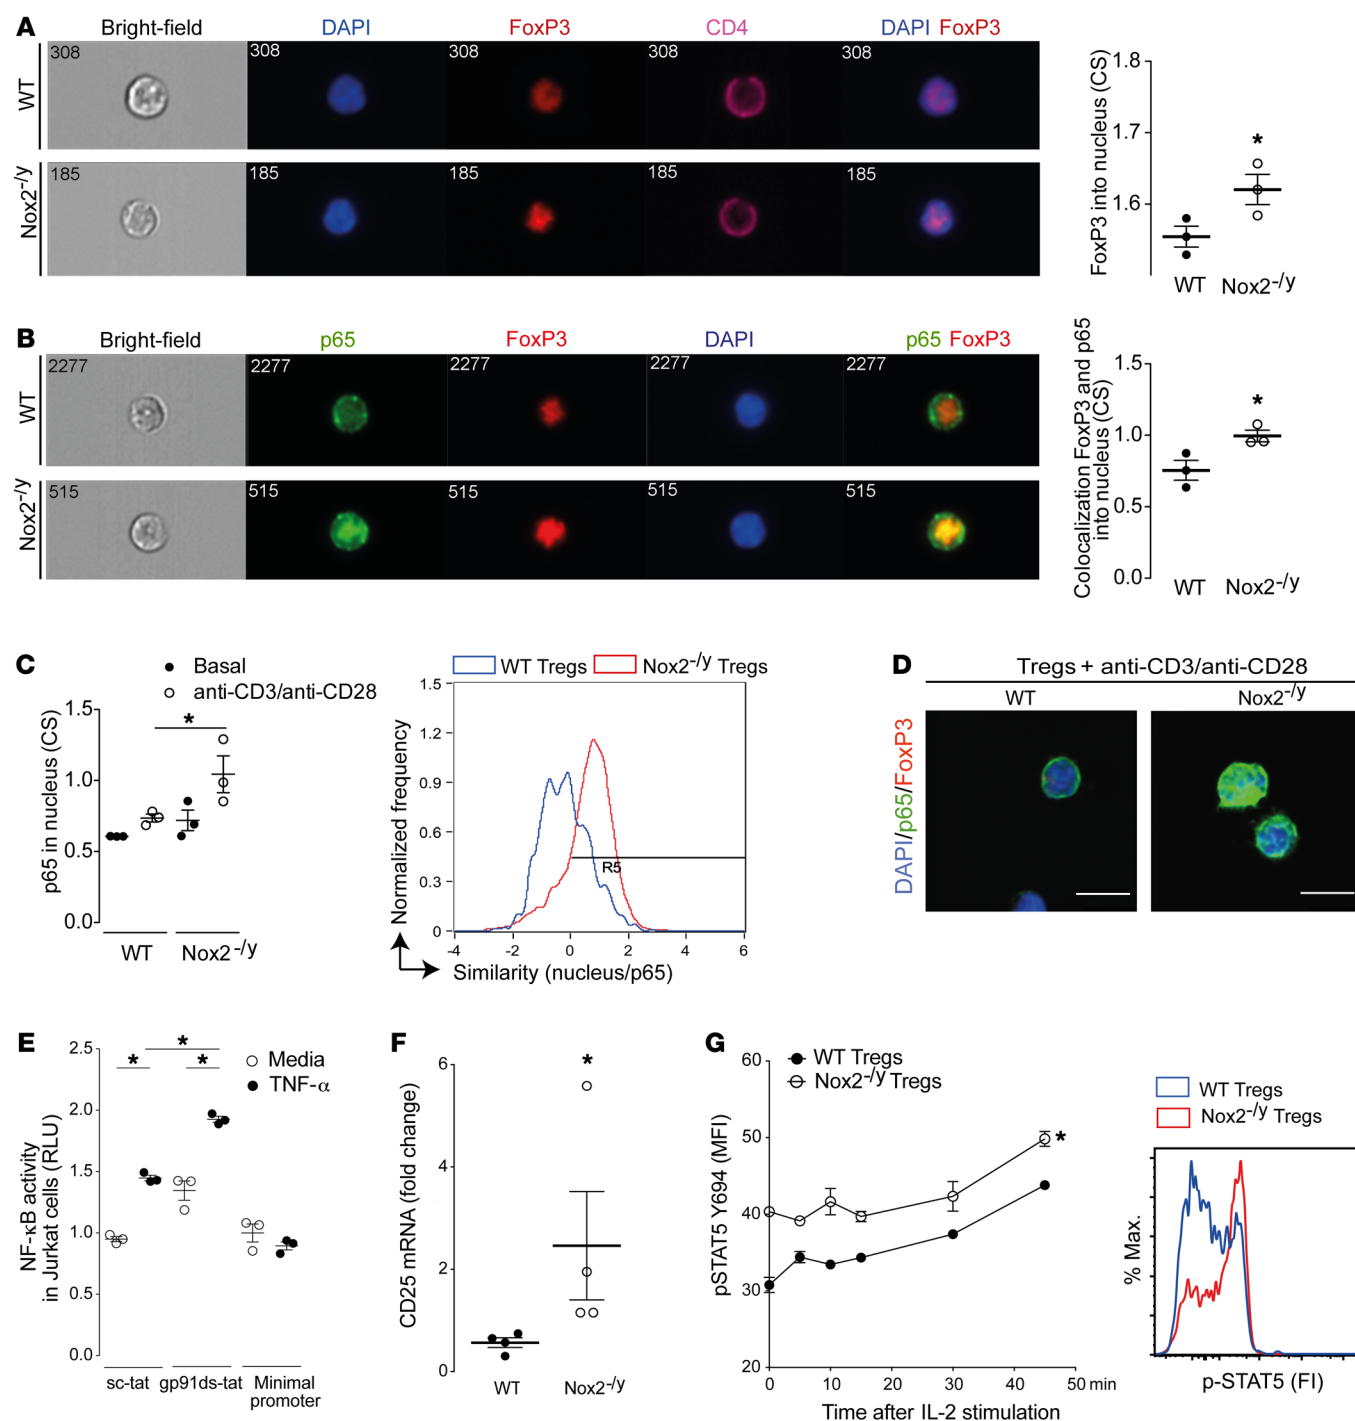 A
Bright-field DAPI FoxP3 CD4 DAPI FoxP3
WT
308 308 308 308 308
Nox2-/y
185 185 185 185 185
FoxP3 into nucleus (CS)
1.8
1.7
*
1.6
WT Nox2-/y
B
Bright-field p65 FoxP3 DAPI p65 FoxP3
WT
2277 2277 2277 2277 2277
Nox2-/y
515 515 515 515 515
Colocalization FoxP3 and p65
into nucleus (CS)
1.5
*
1.0
0.5
0.0
WT Nox2-/y
C
Basal
anti-CD3/anti-CD28
p65 in nucleus (CS)
1.5
*
1.0
0.5
0.0
WT Nox2-/y
WT Tregs Nox2-/y Tregs
Normalized frequency
1.5
1.2
0.9
0.6
0.3
0
R5
-4 -2 0 2 4 6
Similarity (nucleus/p65)
D
Tregs + anti-CD3/anti-CD28
WT Nox2-/y
DAPI/p65/FoxP3
E
Media
TNF-α
NF-κB activity
in Jurkat cells (RLU)
2.5
2.0
1.5
1.0
0.5
0.0
* * *
sc-tat gp91ds-tat Minimal
promoter
F
CD25 mRNA (fold change)
6
4
2
0
*
WT Nox2-/y
G
WT Tregs
Nox2-/y Tregs
pSTAT5 Y694 (MFI)
60
50
40
30
20
*
0 10 20 30 40 50 min
Time after IL-2 stimulation
WT Tregs
Nox2-/y Tregs
% Max.
p-STAT5 (FI)